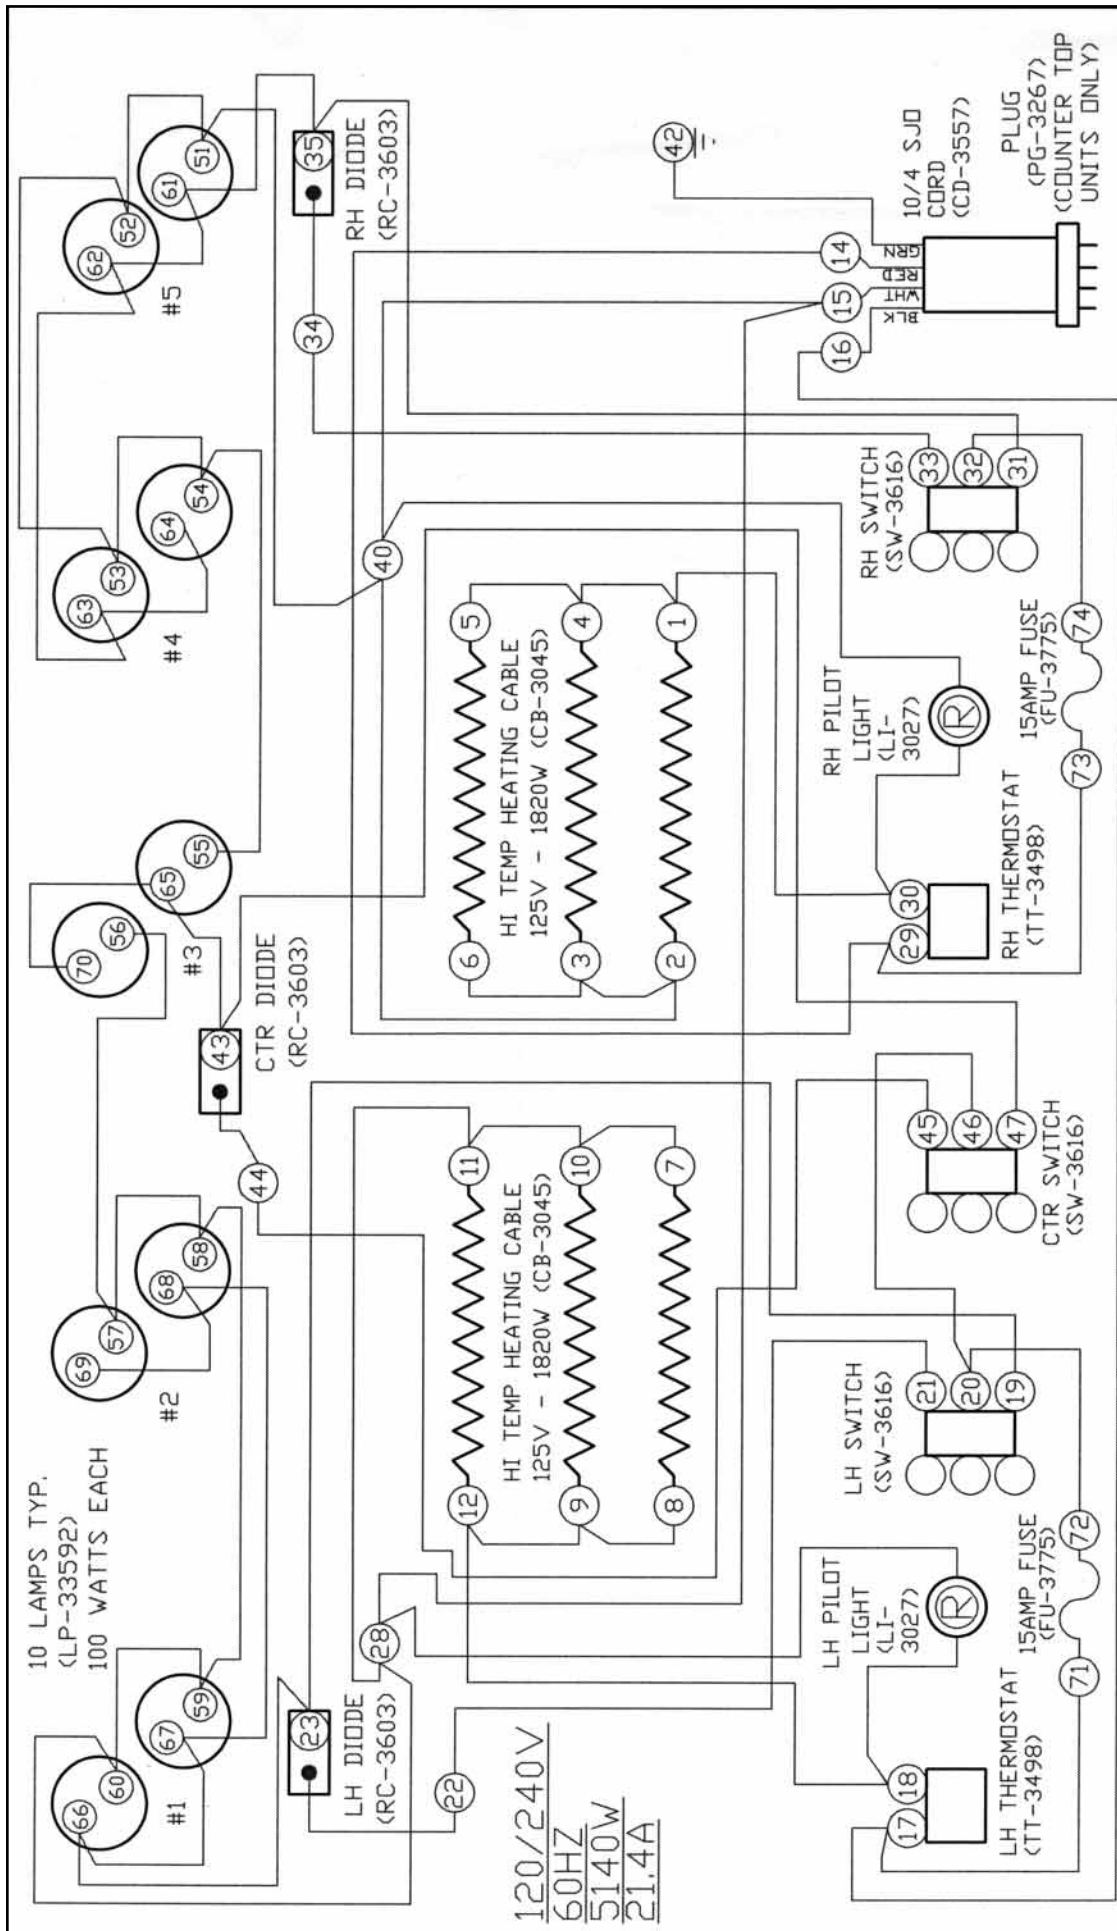 10 LAMPS TYP.
(LP-33592)
100 WATTS EACH
66
60
67
59
#1
69
57
68
58
#2
70
56
65
55
#3
63
53
64
54
#4
62
52
61
51
#5
23
LH DIODE
(RC-3603)
22
28
44
43
CTR DIODE
(RC-3603)
40
34
35
RH DIODE
(RC-3603)
12
11
HI TEMP HEATING CABLE
125V - 1820W (CB-3045)
9
10
8
7
6
5
HI TEMP HEATING CABLE
125V - 1820W (CB-3045)
3
4
2
1
120/240V
60HZ
5140W
21.4A
17
18
LH THERMOSTAT
(TT-3498)
LH PILOT
LIGHT
(LI-
3027)
R
71
72
15AMP FUSE
(FU-3775)
LH SWITCH
(SW-3616)
21
20
19
45
46
47
CTR SWITCH
(SW-3616)
29
30
RH THERMOSTAT
(TT-3498)
RH PILOT
LIGHT
(LI-
3027)
R
73
74
15AMP FUSE
(FU-3775)
RH SWITCH
(SW-3616)
33
32
31
16
15
14
42
BLK
WHT
RED
GRN
10/4 SJO
CORD
(CD-3557)
PLUG
(PG-3267)
(COUNTER TOP
UNITS ONLY)